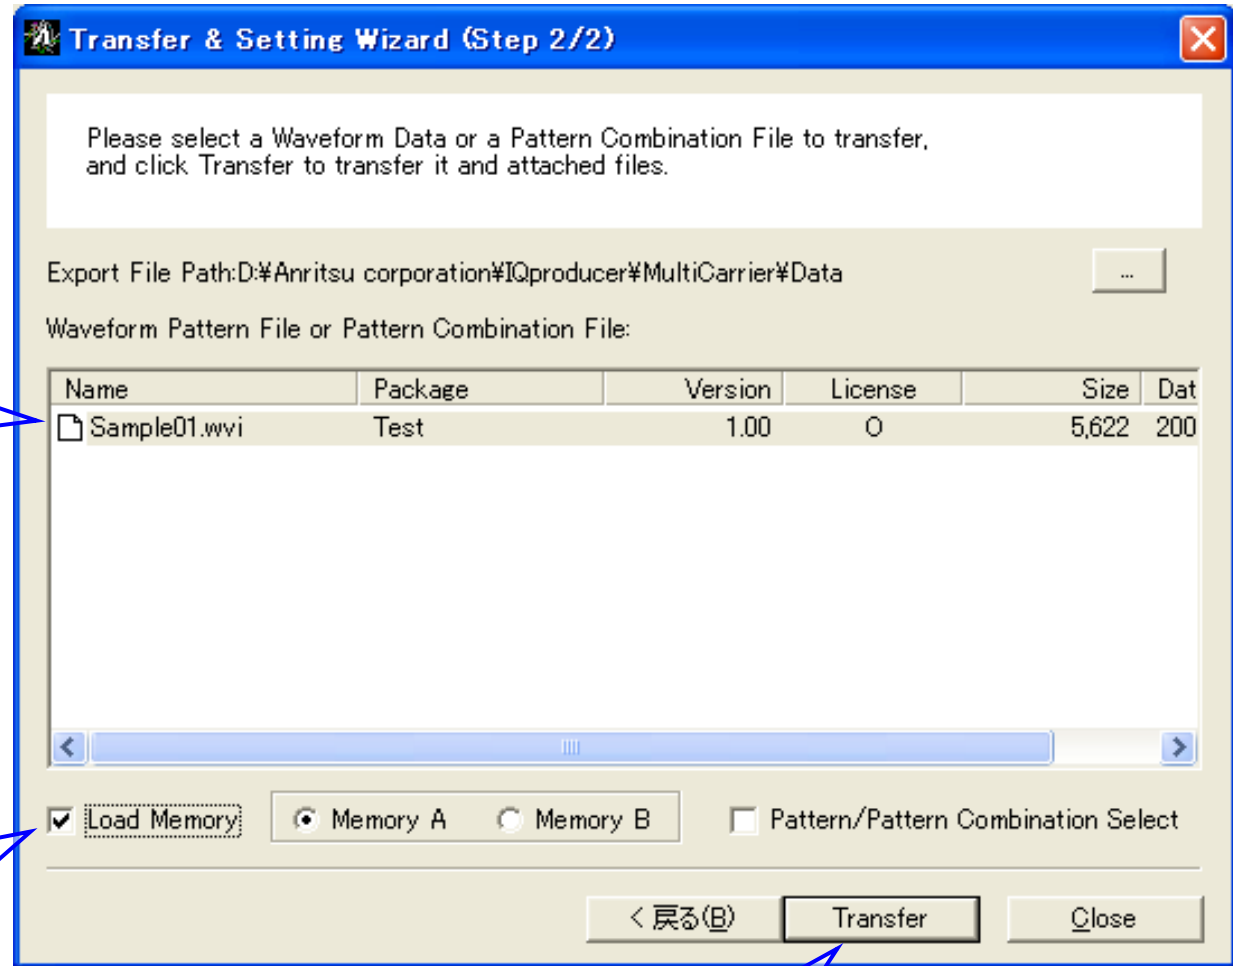 Transfer & Setting Wizard (Step 2/2)
Please select a Waveform Data or a Pattern Combination File to transfer,
and click Transfer to transfer it and attached files.
Export File Path:D:¥Anritsu corporation¥IQproducer¥MultiCarrier¥Data
...
Waveform Pattern File or Pattern Combination File:
Name Package Version License Size Dat
Sample01.wvi Test 1.00 O 5,622 200
Load Memory Memory A Memory B Pattern/Pattern Combination Select
< 戻る(B) Transfer Close